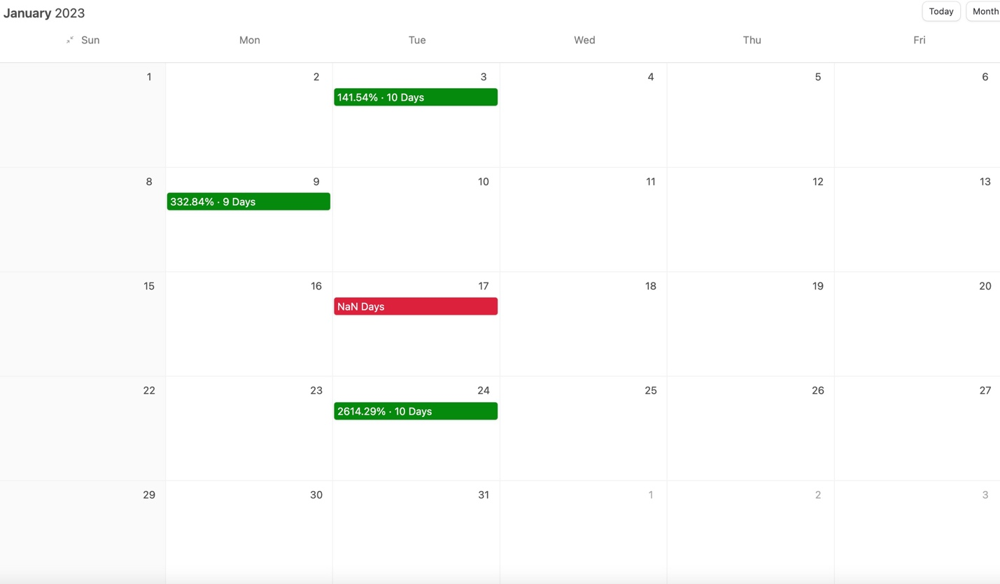 January 2023
Today
Month
Sun
Mon
Tue
Wed
Thu
Fri
1
2
3
4
5
6
141.54% · 10 Days
8
9
10
11
12
13
332.84% · 9 Days
15
16
17
18
19
20
NaN Days
22
23
24
25
26
27
2614.29% · 10 Days
29
30
31
1
2
3